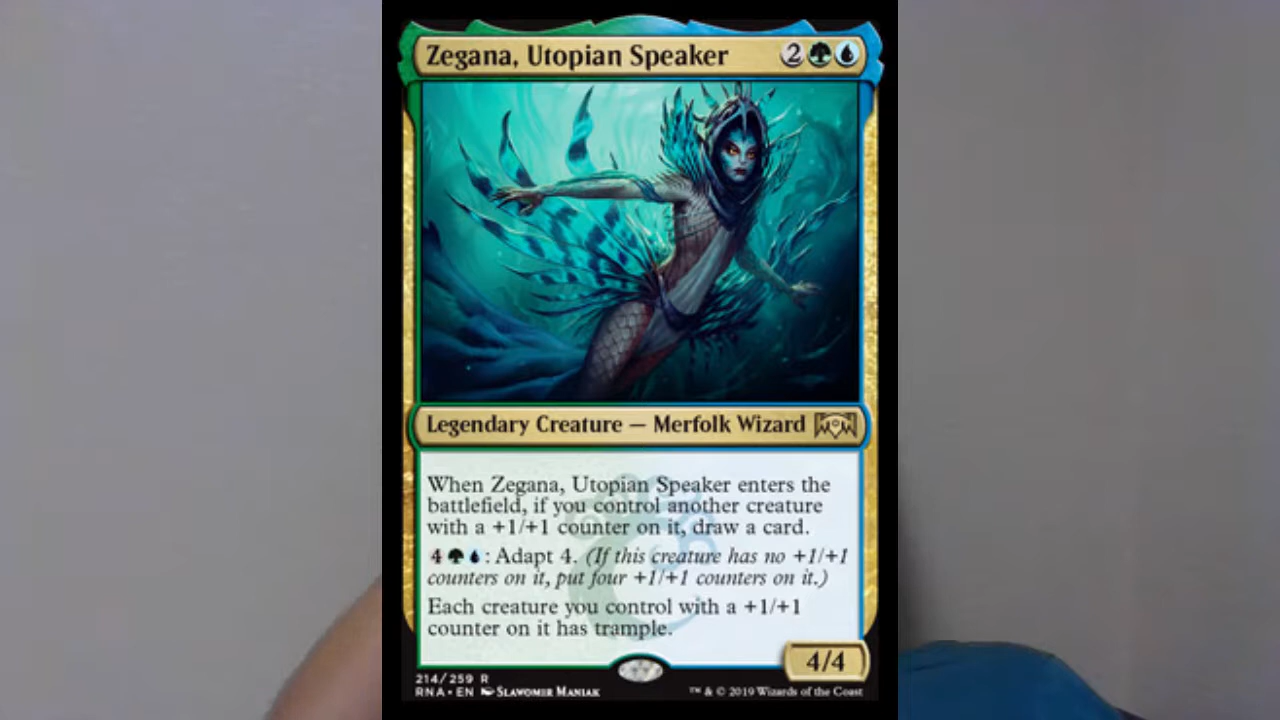 Zegana, Utopian Speaker 2
Legendary Creature — Merfolk Wizard
When Zegana, Utopian Speaker enters the
battlefield, if you control another creature
with a +1/+1 counter on it, draw a card.
4 : Adapt 4. (If this creature has no +1/+1
counters on it, put four +1/+1 counters on it.)
Each creature you control with a +1/+1
counter on it has trample.
4/4
214/259 R
RNA • EN Slawomir Maniak
™ & © 2019 Wizards of the Coast